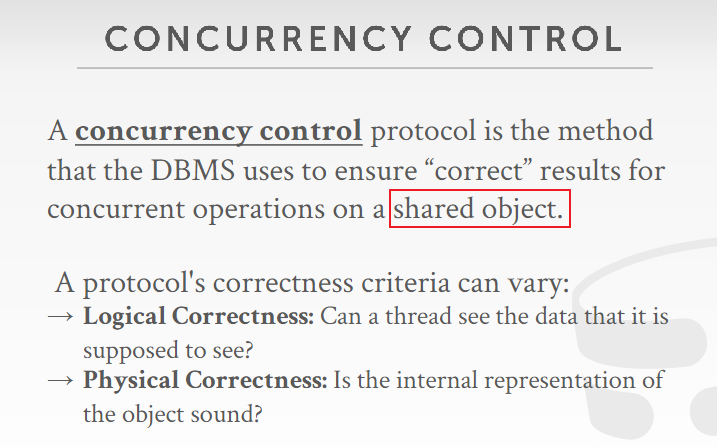 CONCURRENCY CONTROL
A concurrency control protocol is the method
that the DBMS uses to ensure “correct” results for
concurrent operations on a shared object.
A protocol's correctness criteria can vary:
→ Logical Correctness: Can a thread see the data that it is
supposed to see?
→ Physical Correctness: Is the internal representation of
the object sound?